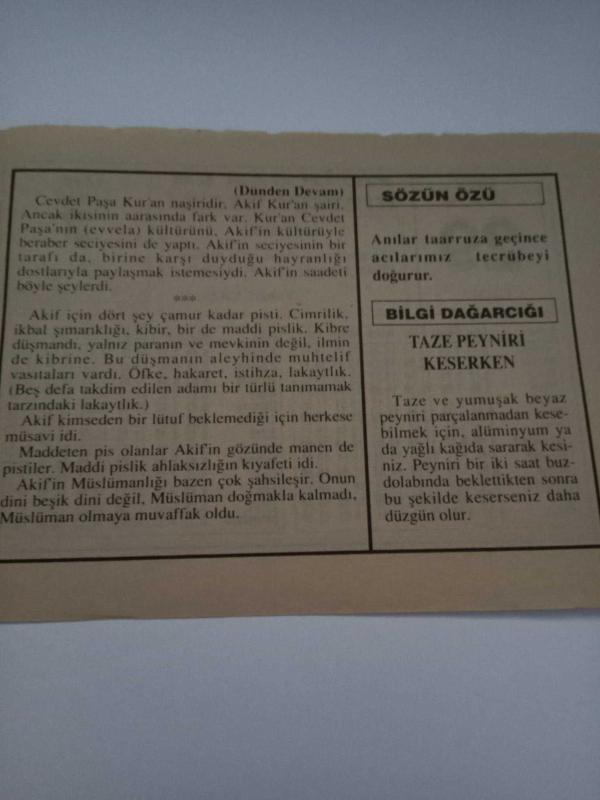 (Dünden Devam)
Cevdet Paşa Kur'an naşiridir. Akif Kur'an şairi.
Ancak ikisinin aarasında fark var. Kur'an Cevdet
Paşa'nın (evvela) kültürünü, Akif'in kültürüyle
beraber seciyesini de yaptı. Akif'in seciyesinin bir
tarafı da, birine karşı duyduğu hayranlığı
dostlarıyla paylaşmak istemesiydi. Akif'in saadeti
böyle şeylerdi.
***
Akif için dört şey çamur kadar pisti. Cimrilik,
ikbal şımarıklığı, kibir, bir de maddi pislik. Kibre
düşmandı, yalnız paranın ve mevkinin değil, ilmin
de kibrine. Bu düşmanın aleyhinde muhtelif
vasıtaları vardı. Öfke, hakaret, istihza, lakaytlık.
(Beş defa takdim edilen adamı bir türlü tanımamak
tarzındaki lakaytlık.)
Akif kimseden bir lütuf beklemediği için herkese
müsavi idi.
Maddeten pis olanlar Akif'in gözünde manen de
pistiler. Maddi pislik ahlaksızlığın kıyafeti idi.
Akif'in Müslümanlığı bazen çok şahsileşir. Onun
dini beşik dini değil, Müslüman doğmakla kalmadı,
Müslüman olmaya muvaffak oldu.
SÖZÜN ÖZÜ
Anılar taarruza geçince
acılarımız tecrübeyi
doğurur.
BİLGİ DAĞARCIĞI
TAZE PEYNİRİ
KESERKEN
Taze ve yumuşak beyaz
peyniri parçalanmadan kese-
bilmek için, alüminyum ya
da yağlı kağıda sararak kesi-
niz. Peyniri bir iki saat buz-
dolabında beklettikten sonra
bu şekilde keserseniz daha
düzgün olur.